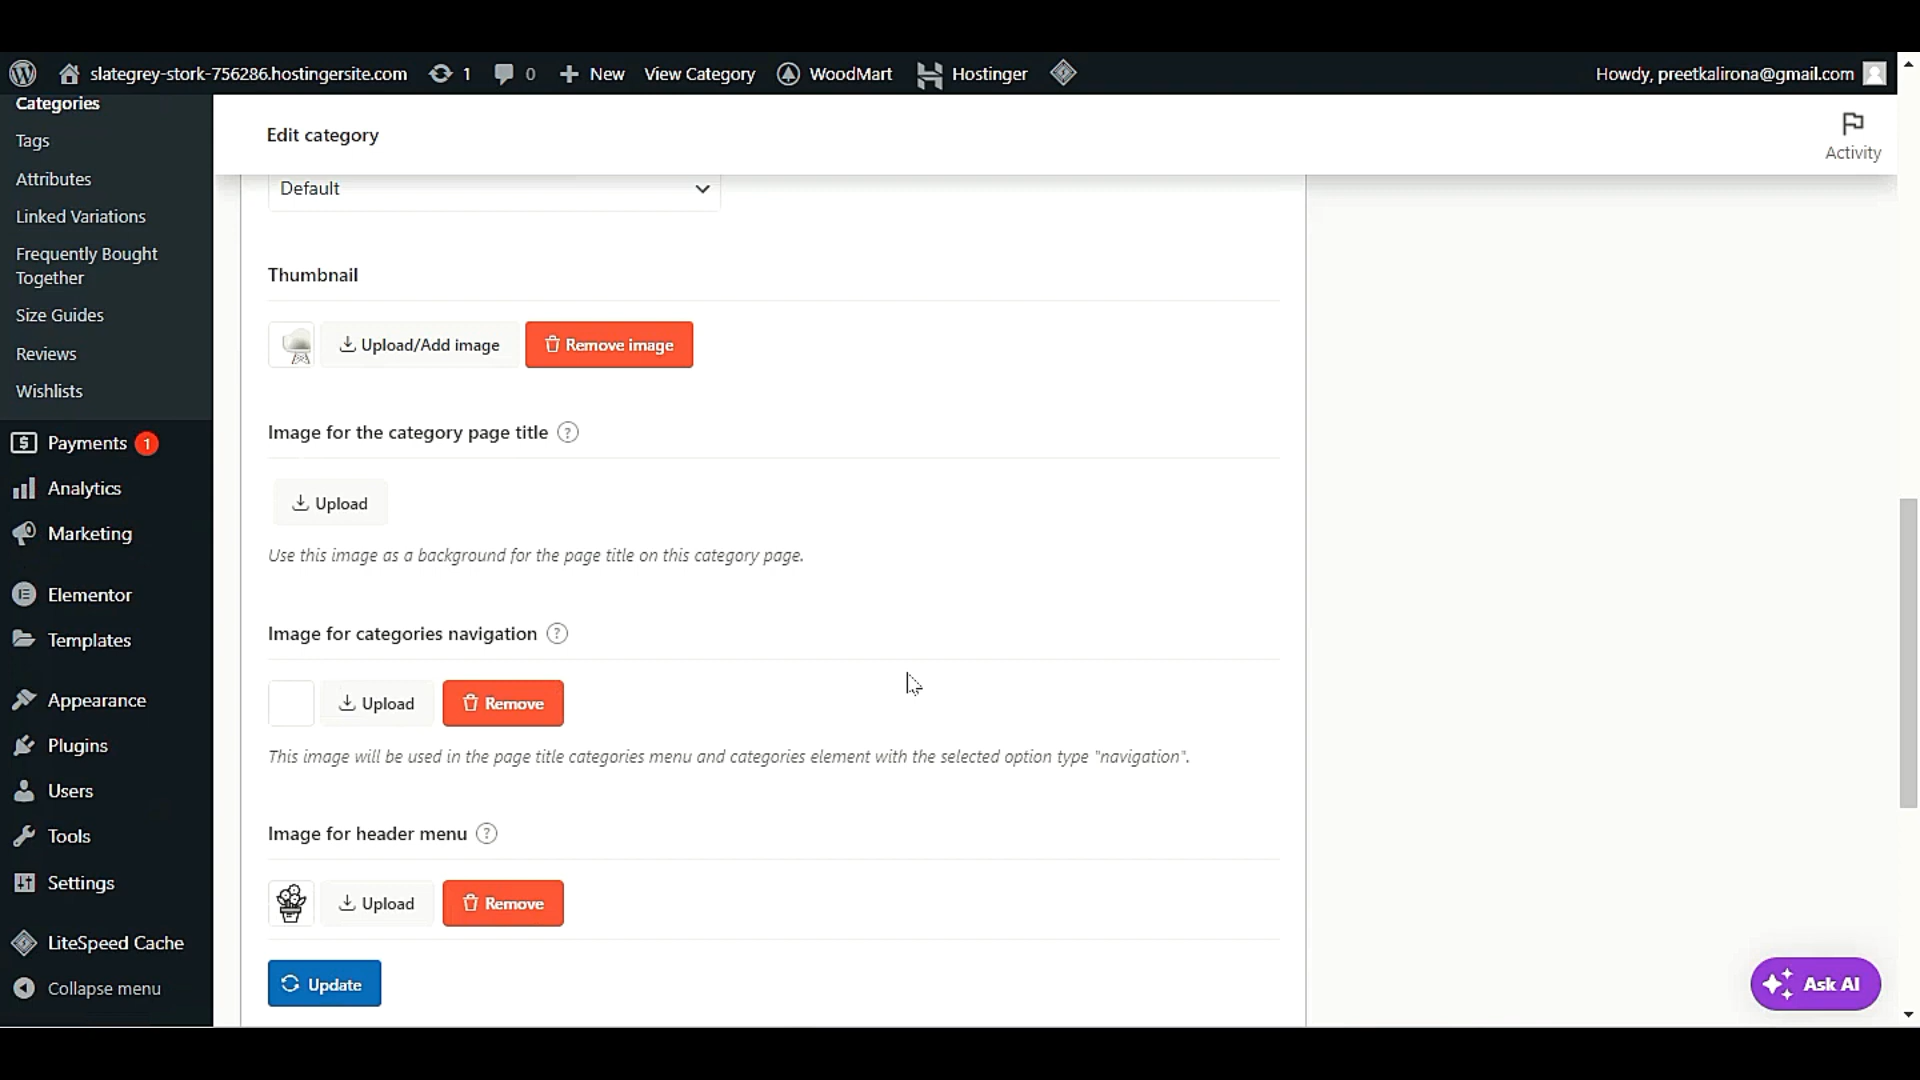 slategrey-stork-756286.hostingersite.com 1 0 New View Category WoodMart Hostinger Howdy, preetkalirona@gmail.com
Categories
Tags
Attributes
Linked Variations
Frequently Bought
Together
Size Guides
Reviews
Wishlists
Payments 1
Analytics
Marketing
Elementor
Templates
Appearance
Plugins
Users
Tools
Settings
LiteSpeed Cache
Collapse menu
Edit category
Activity
Default
Thumbnail
Upload/Add image Remove image
Image for the category page title ?
Upload
Use this image as a background for the page title on this category page.
Image for categories navigation ?
Upload Remove
This image will be used in the page title categories menu and categories element with the selected option type "navigation".
Image for header menu ?
Upload Remove
Update
Ask AI